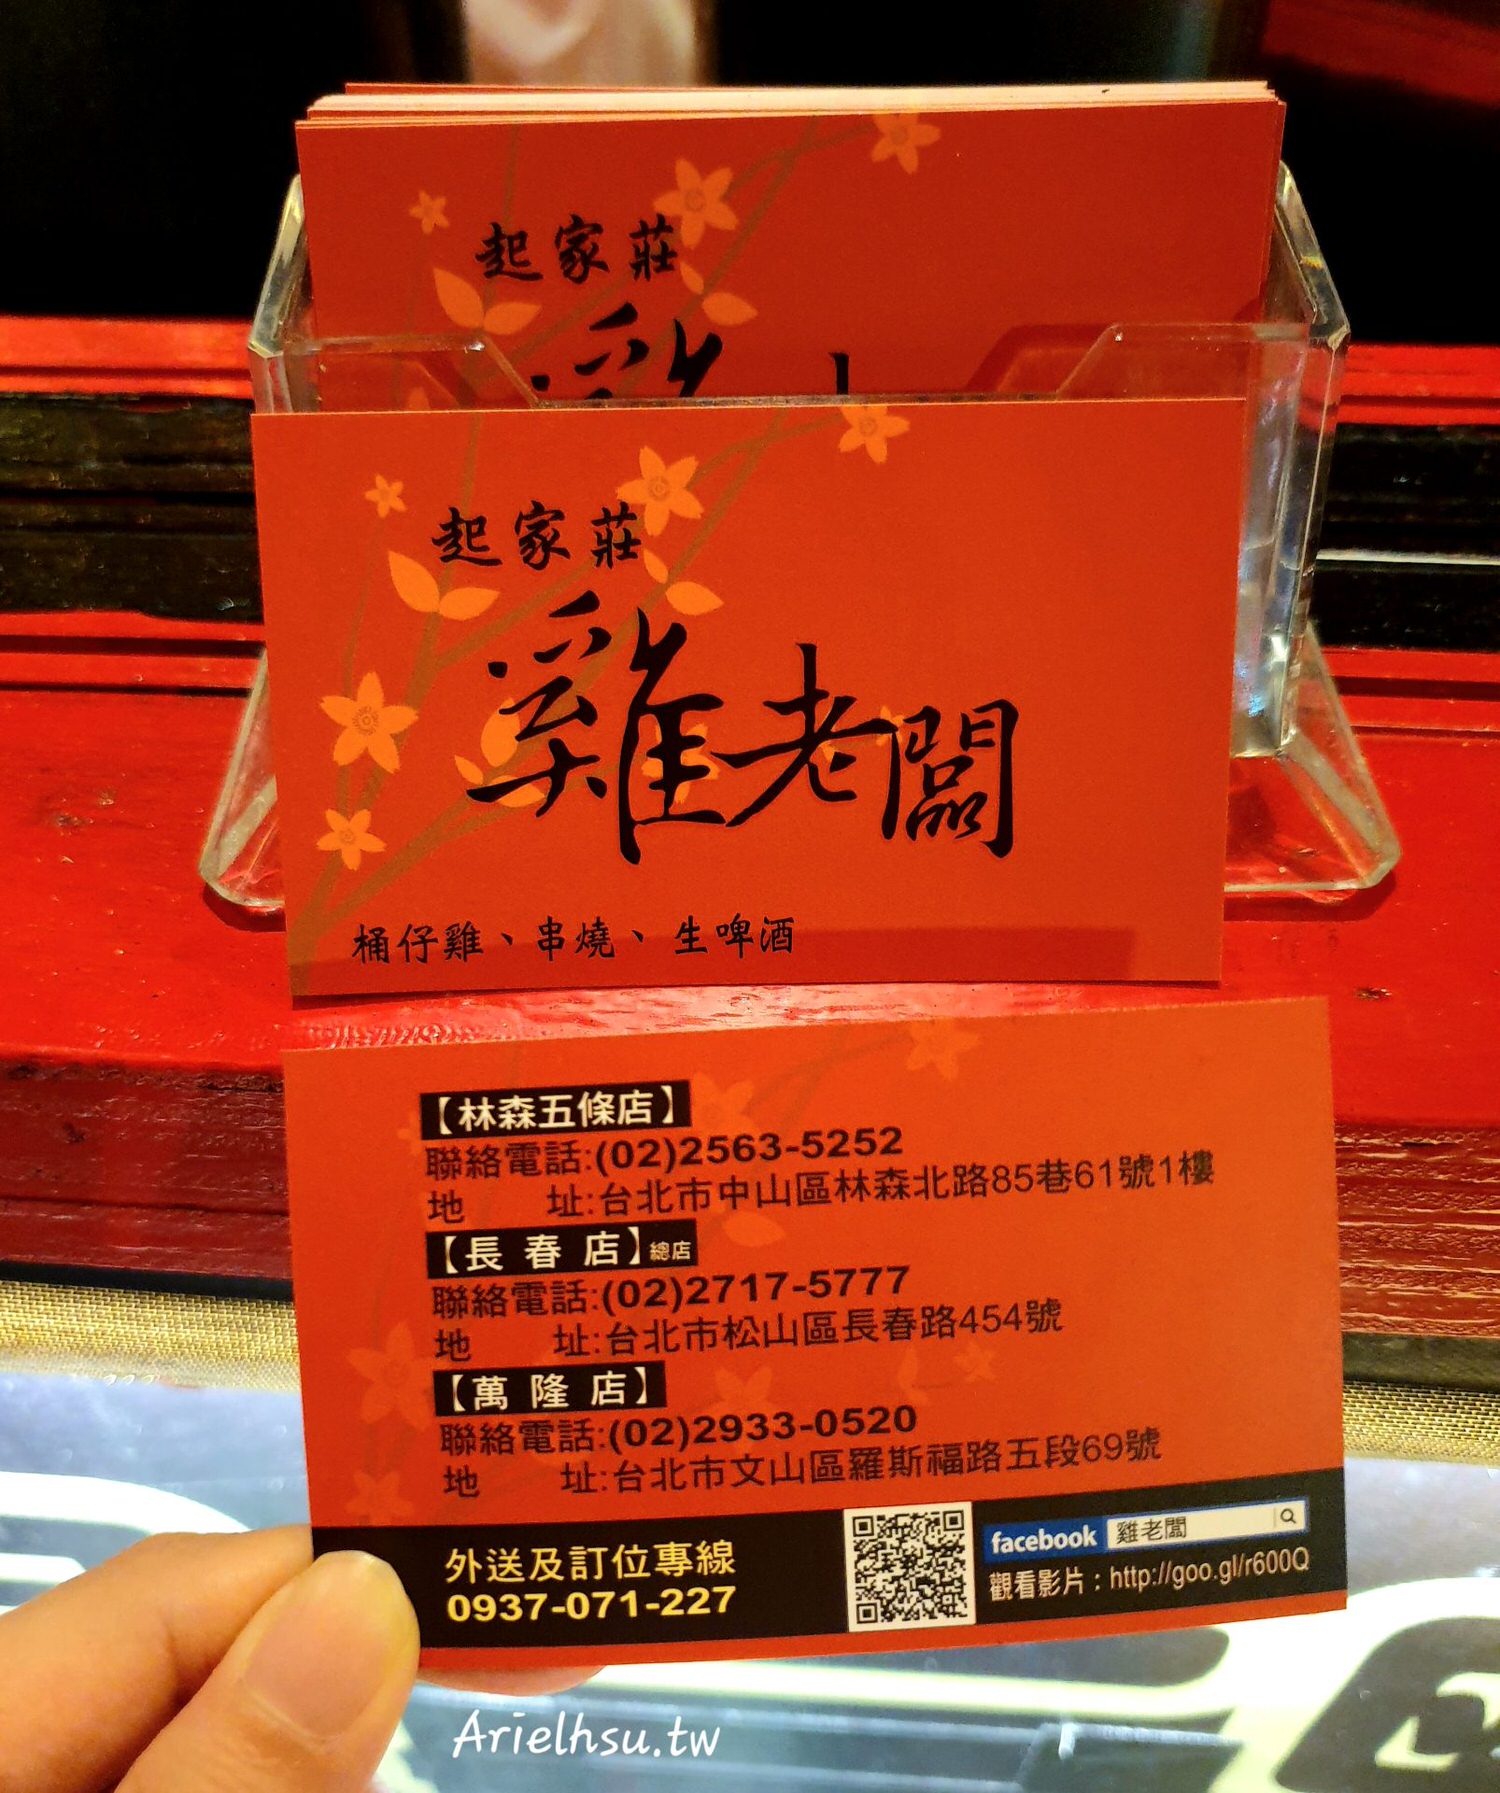 起家莊
起家莊
雞老闆
桶仔雞、串燒、生啤酒
【林森五條店】
聯絡電話:(02)2563-5252
地 址:台北市中山區林森北路85巷61號1樓
【長春店】總店
聯絡電話:(02)2717-5777
地 址:台北市松山區長春路454號
【萬隆店】
聯絡電話:(02)2933-0520
地 址:台北市文山區羅斯福路五段69號
外送及訂位專線
0937-071-227
facebook 雞老闆
觀看影片：http://goo.gl/r600Q
Arielhsu.tw